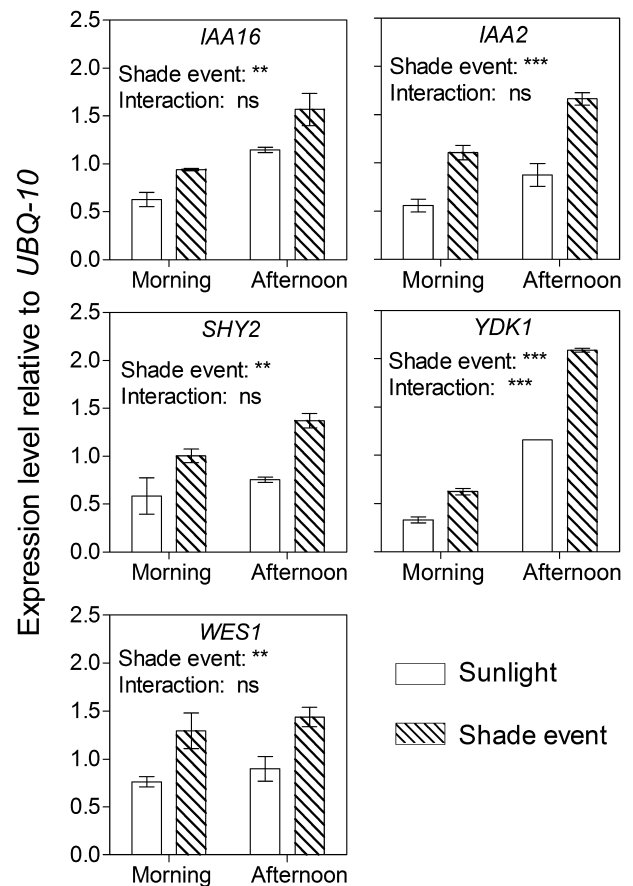 Expression level relative to UBQ-10
IAA16
Shade event: **
Interaction: ns
2.5
2.0
1.5
1.0
0.5
0.0
Morning
Afternoon
IAA2
Shade event: ***
Interaction: ns
Morning
Afternoon
SHY2
Shade event: **
Interaction: ns
2.5
2.0
1.5
1.0
0.5
0.0
Morning
Afternoon
YDK1
Shade event: ***
Interaction: ***
Morning
Afternoon
WES1
Shade event: **
Interaction: ns
2.5
2.0
1.5
1.0
0.5
0.0
Morning
Afternoon
Sunlight
Shade event